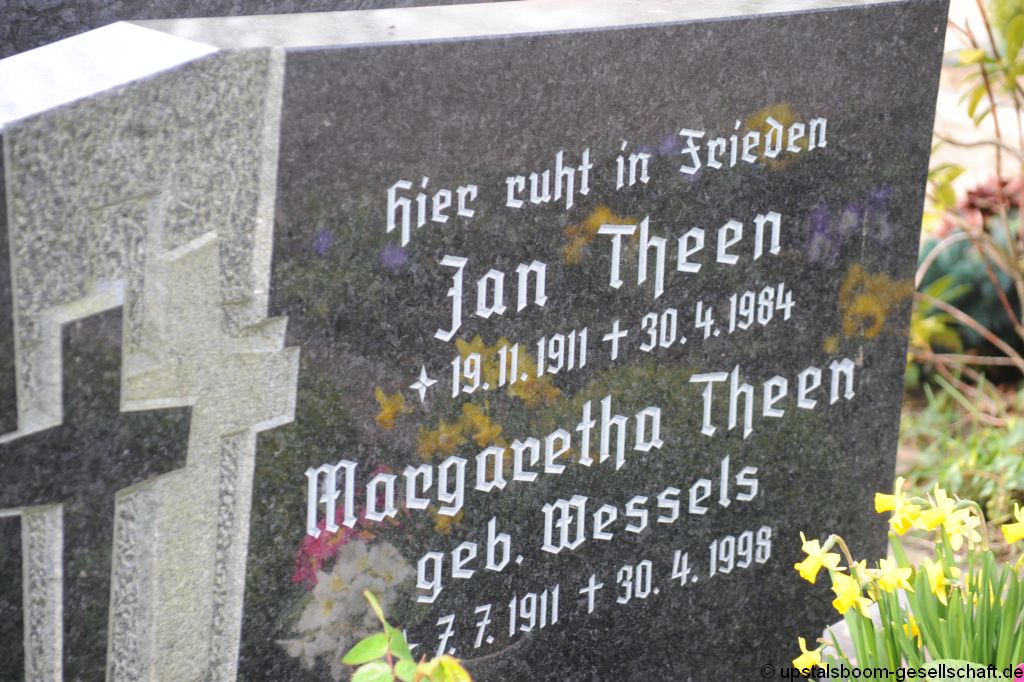 Hier ruht in Frieden
Jan Theen
✦ 19.11.1911 ✝ 30.4.1984
Margaretha Theen
geb. Wessels
✦ 7.7.1911 ✝ 30.4.1998
© upstalsboom-gesellschaft.de